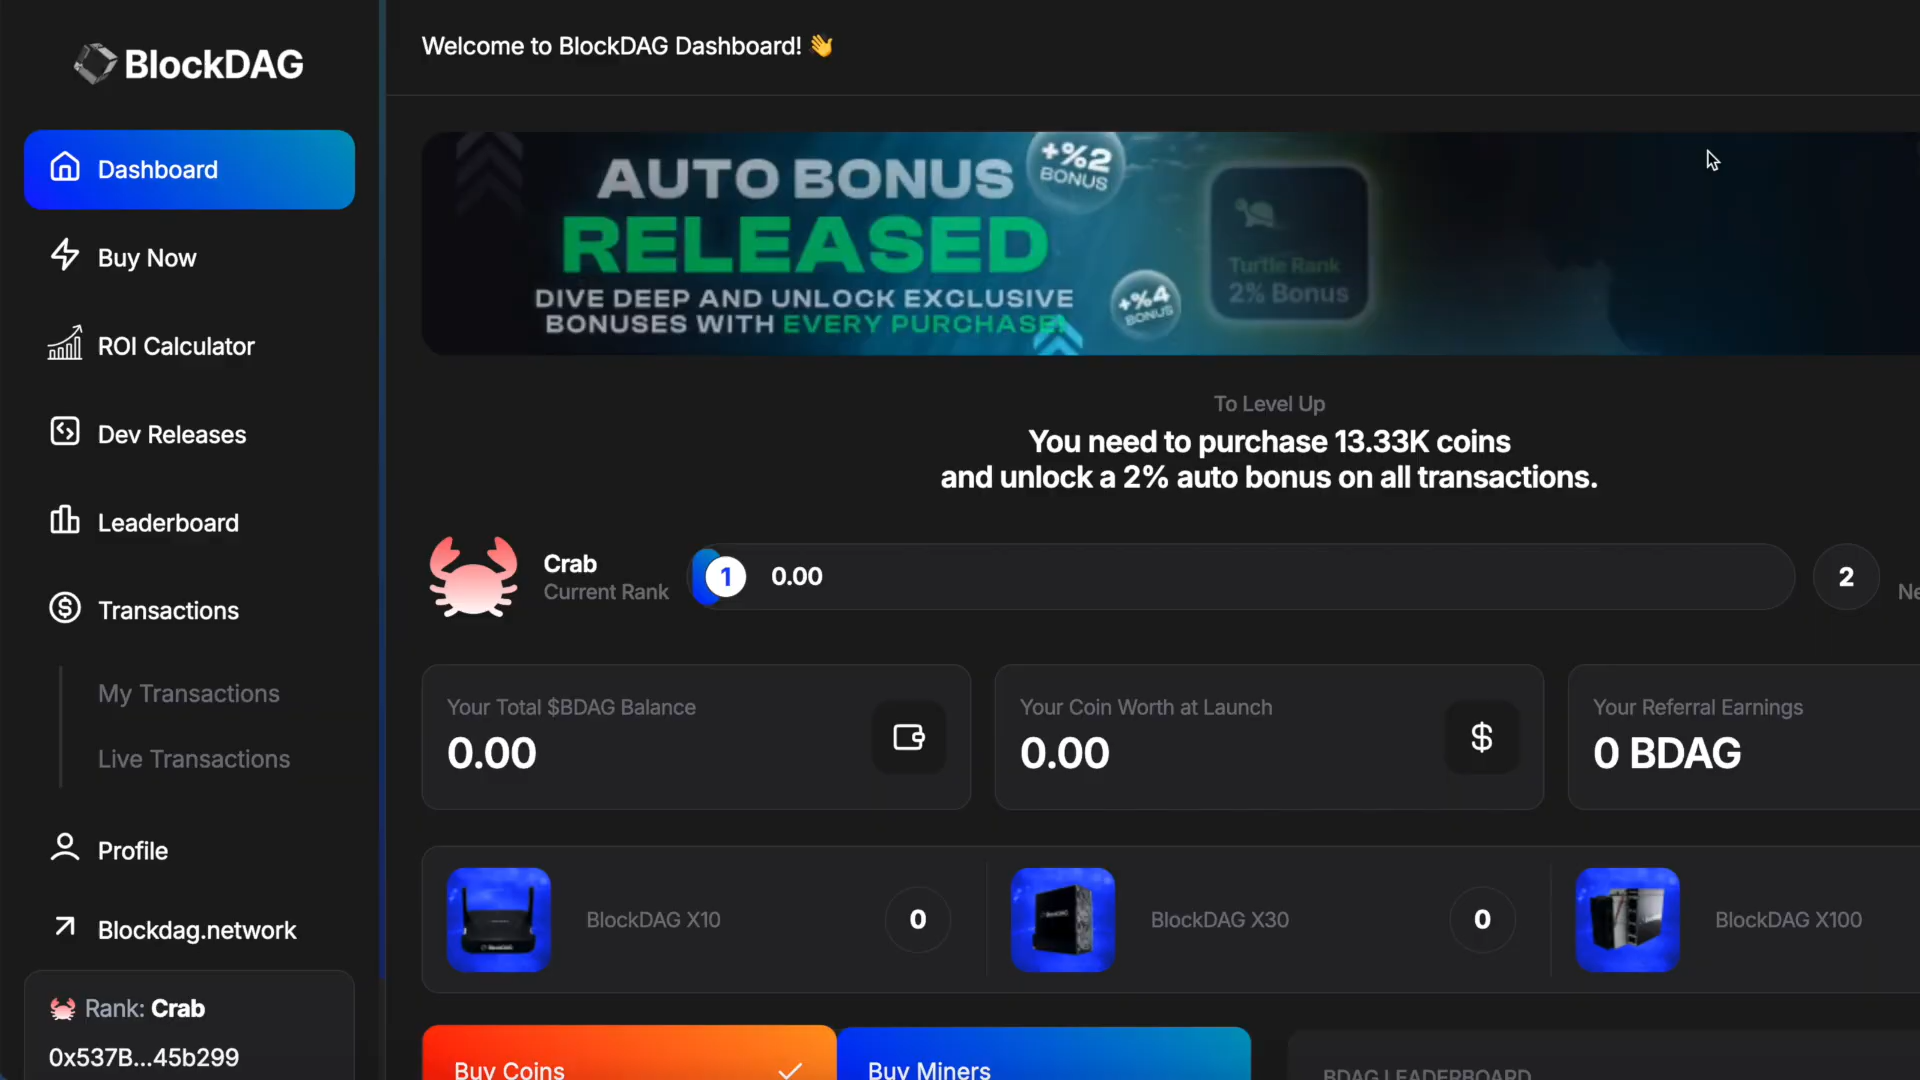 BlockDAG
Welcome to BlockDAG Dashboard! 👋
Dashboard
Buy Now
ROI Calculator
Dev Releases
Leaderboard
Transactions
My Transactions
Live Transactions
Profile
Blockdag.network
Rank: Crab
0x537B...45b299
AUTO BONUS
RELEASED
DIVE DEEP AND UNLOCK EXCLUSIVE
BONUSES WITH EVERY PURCHASE!
+%2
BONUS
+%4
BONUS
Turtle Rank
2% Bonus
To Level Up
You need to purchase 13.33K coins
and unlock a 2% auto bonus on all transactions.
Crab
Current Rank
1
0.00
2
Your Total $BDAG Balance
0.00
Your Coin Worth at Launch
0.00
$
Your Referral Earnings
0 BDAG
BlockDAG X10
0
BlockDAG X30
0
BlockDAG X100
Buy Coins
Buy Miners
BDAG LEADERBOARD